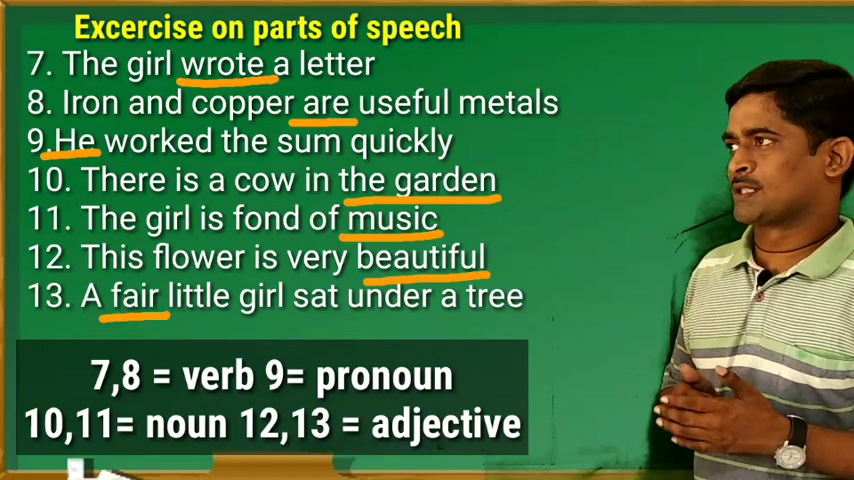 Excercise on parts of speech
7. The girl wrote a letter
8. Iron and copper are useful metals
9.He worked the sum quickly
10. There is a cow in the garden
11. The girl is fond of music
12. This flower is very beautiful
13. A fair little girl sat under a tree
7,8 = verb 9= pronoun
10,11= noun 12,13 = adjective